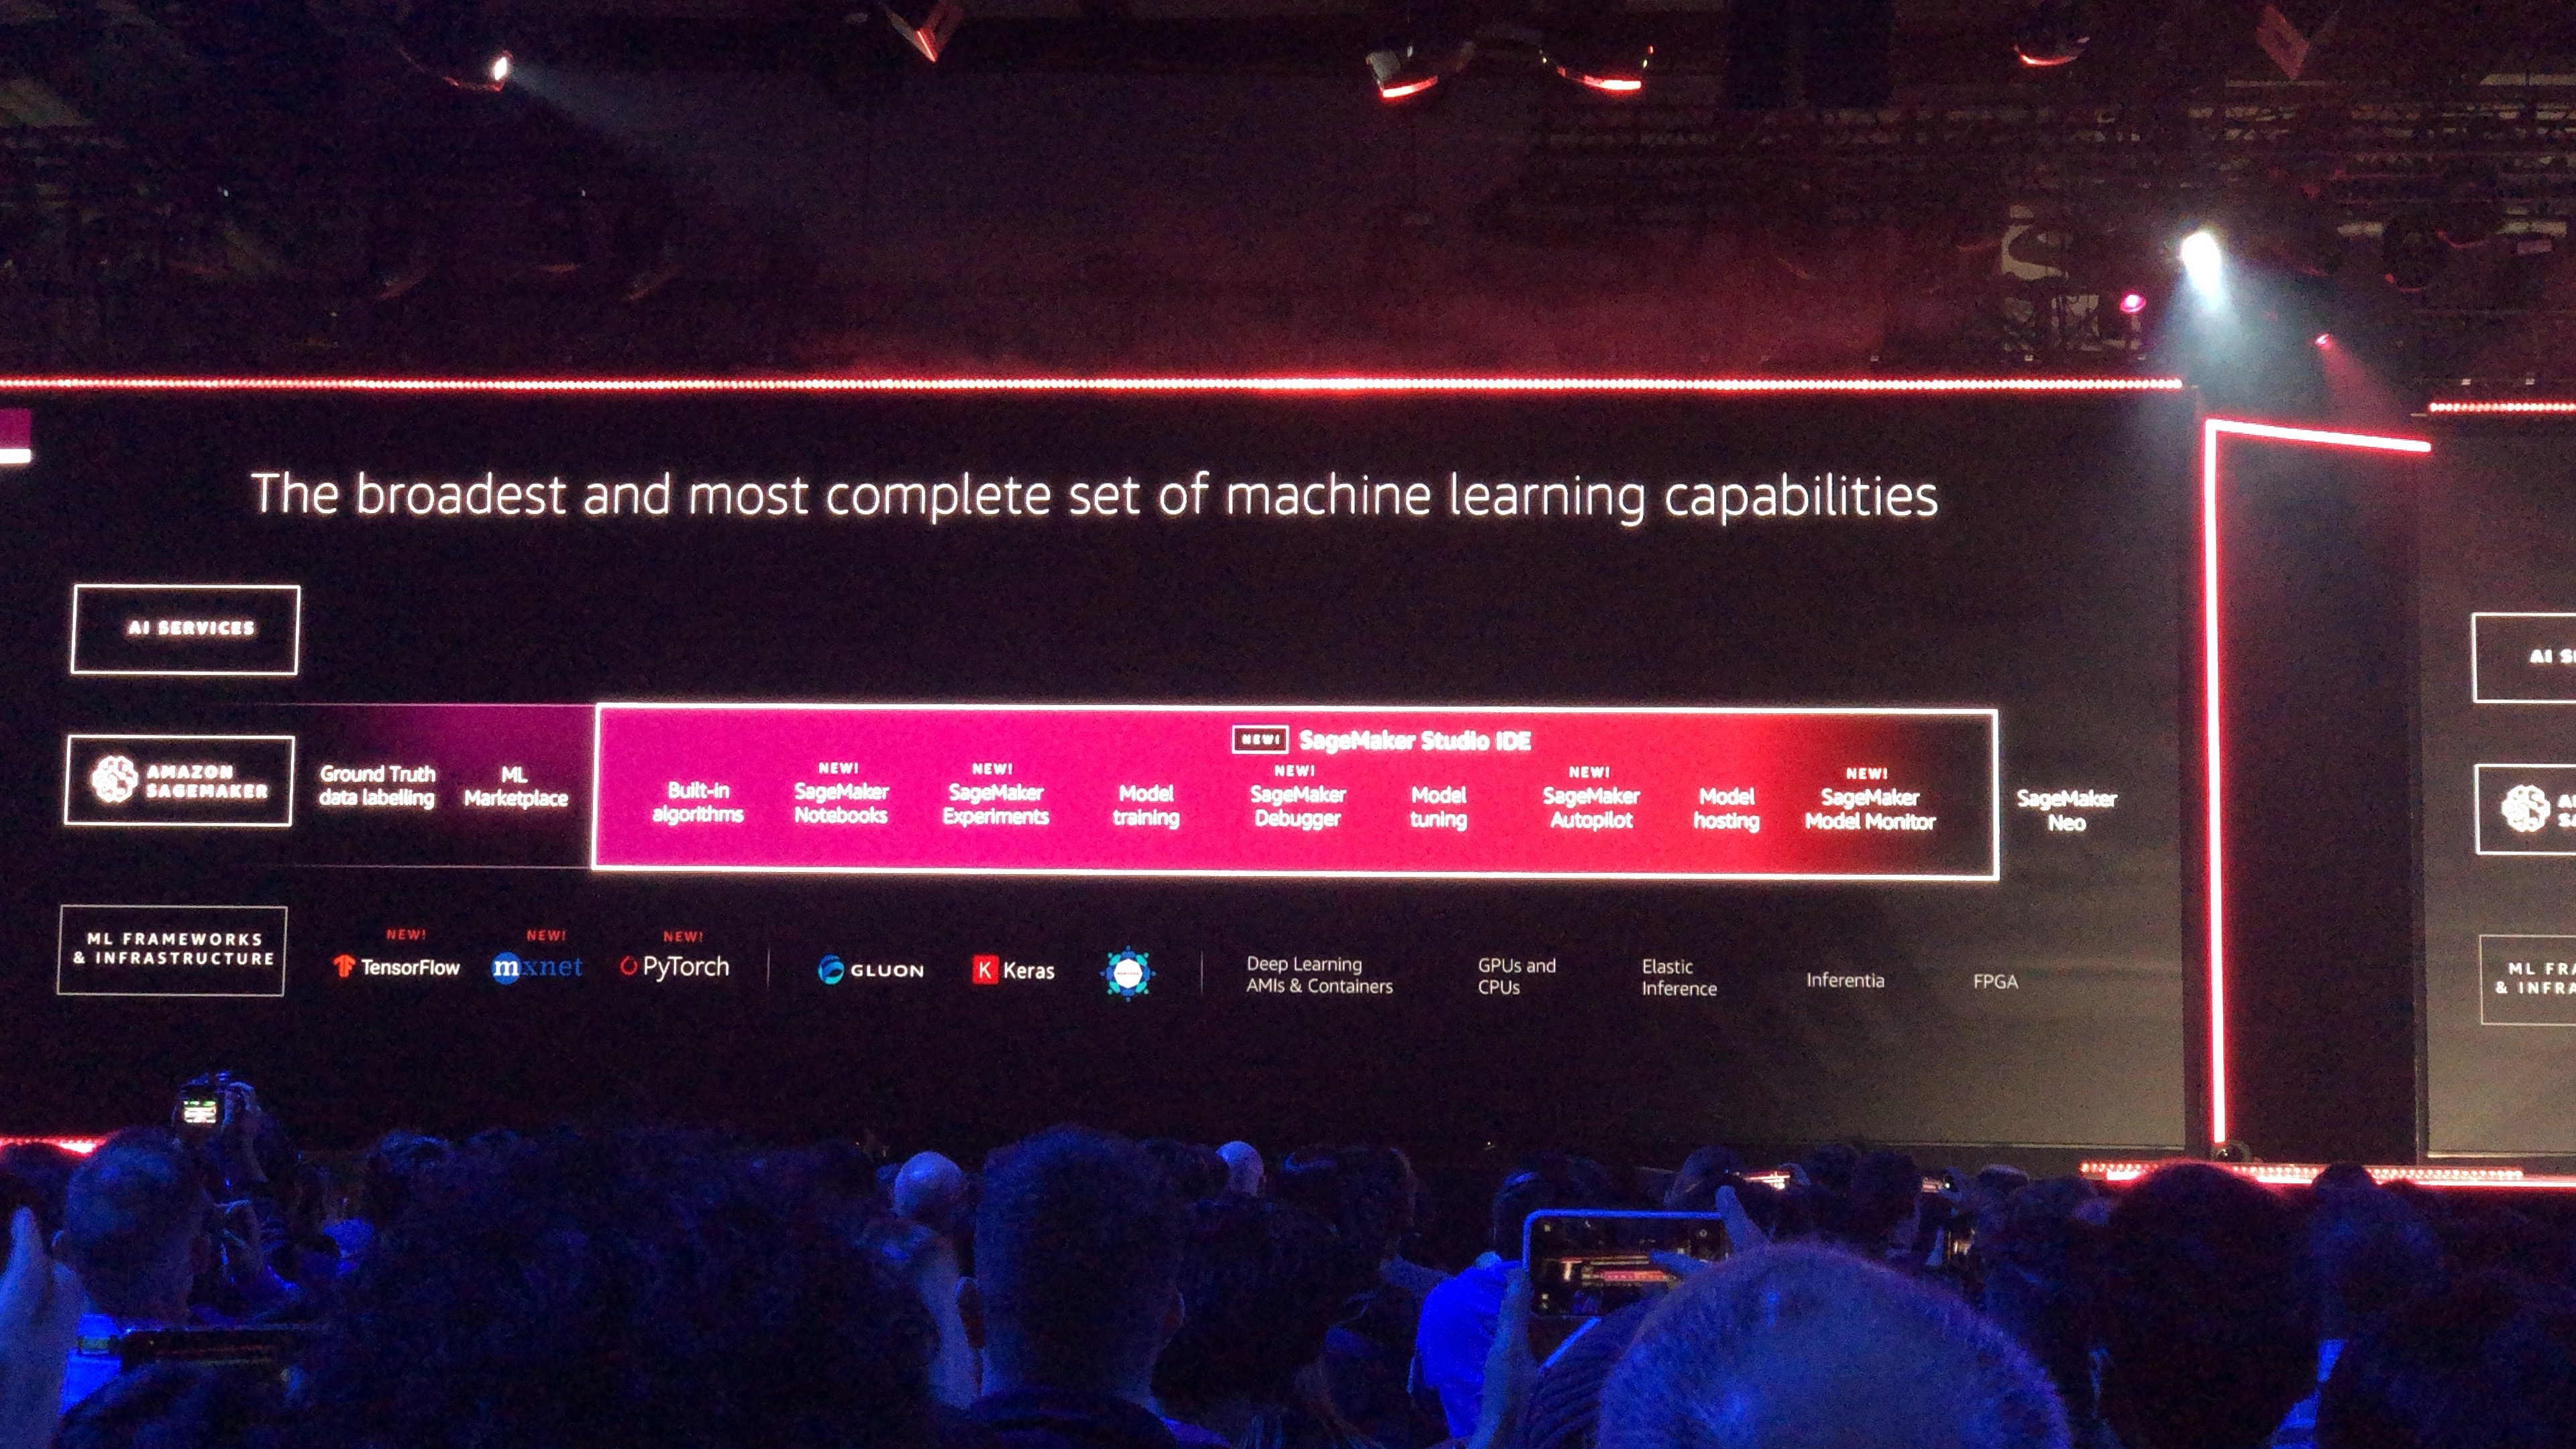 The broadest and most complete set of machine learning capabilities
AI SERVICES
AMAZON
SAGEMAKER
Ground Truth
data labelling
ML
Marketplace
NEW! SageMaker Studio IDE
Built-in
algorithms
NEW!
SageMaker
Notebooks
NEW!
SageMaker
Experiments
Model
training
NEW!
SageMaker
Debugger
Model
tuning
NEW!
SageMaker
Autopilot
Model
hosting
NEW!
SageMaker
Model Monitor
SageMaker
Neo
ML FRAMEWORKS
& INFRASTRUCTURE
NEW!
TensorFlow
NEW!
mxnet
NEW!
PyTorch
GLUON
K Keras
Deep Learning
AMIs & Containers
GPUs and
CPUs
Elastic
Inference
Inferentia
FPGA
AI S
A
SA
ML FRA
& INFRA